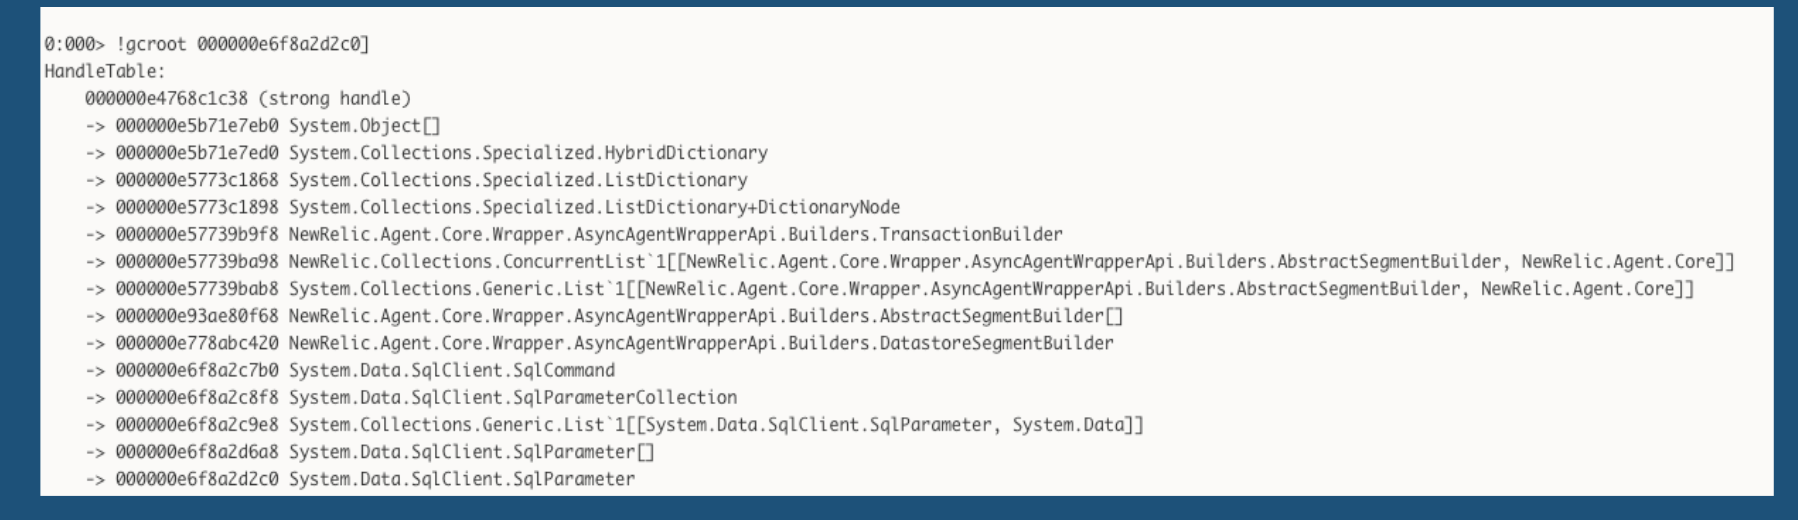 0:000> !gcroot 000000e6f8a2d2c0]
HandleTable:
000000e4768c1c38 (strong handle)
-> 000000e5b71e7eb0 System.Object[]
-> 000000e5b71e7ed0 System.Collections.Specialized.HybridDictionary
-> 000000e5773c1868 System.Collections.Specialized.ListDictionary
-> 000000e5773c1898 System.Collections.Specialized.ListDictionary+DictionaryNode
-> 000000e57739b9f8 NewRelic.Agent.Core.Wrapper.AsyncAgentWrapperApi.Builders.TransactionBuilder
-> 000000e57739ba98 NewRelic.Collections.ConcurrentList`1[[NewRelic.Agent.Core.Wrapper.AsyncAgentWrapperApi.Builders.AbstractSegmentBuilder, NewRelic.Agent.Core]]
-> 000000e57739bab8 System.Collections.Generic.List`1[[NewRelic.Agent.Core.Wrapper.AsyncAgentWrapperApi.Builders.AbstractSegmentBuilder, NewRelic.Agent.Core]]
-> 000000e93ae80f68 NewRelic.Agent.Core.Wrapper.AsyncAgentWrapperApi.Builders.AbstractSegmentBuilder[]
-> 000000e778abc420 NewRelic.Agent.Core.Wrapper.AsyncAgentWrapperApi.Builders.DatastoreSegmentBuilder
-> 000000e6f8a2c7b0 System.Data.SqlClient.SqlCommand
-> 000000e6f8a2c8f8 System.Data.SqlClient.SqlParameterCollection
-> 000000e6f8a2c9e8 System.Collections.Generic.List`1[[System.Data.SqlClient.SqlParameter, System.Data]]
-> 000000e6f8a2d6a8 System.Data.SqlClient.SqlParameter[]
-> 000000e6f8a2d2c0 System.Data.SqlClient.SqlParameter